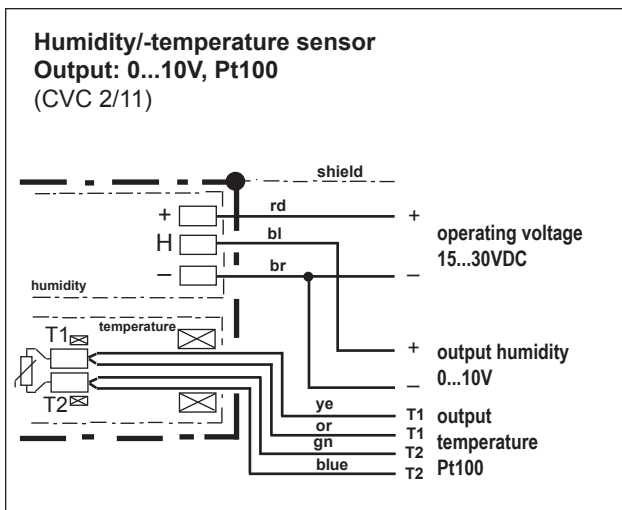 Humidity/-temperature sensor
Output: 0...10V, Pt100
(CVC 2/11)
shield
+ rd +
H bl
operating voltage
15...30VDC
– br –
humidity
temperature
T1
T2
+ output humidity
0...10V
–
ye T1 output
or T1
temperature
gn T2
Pt100
blue T2